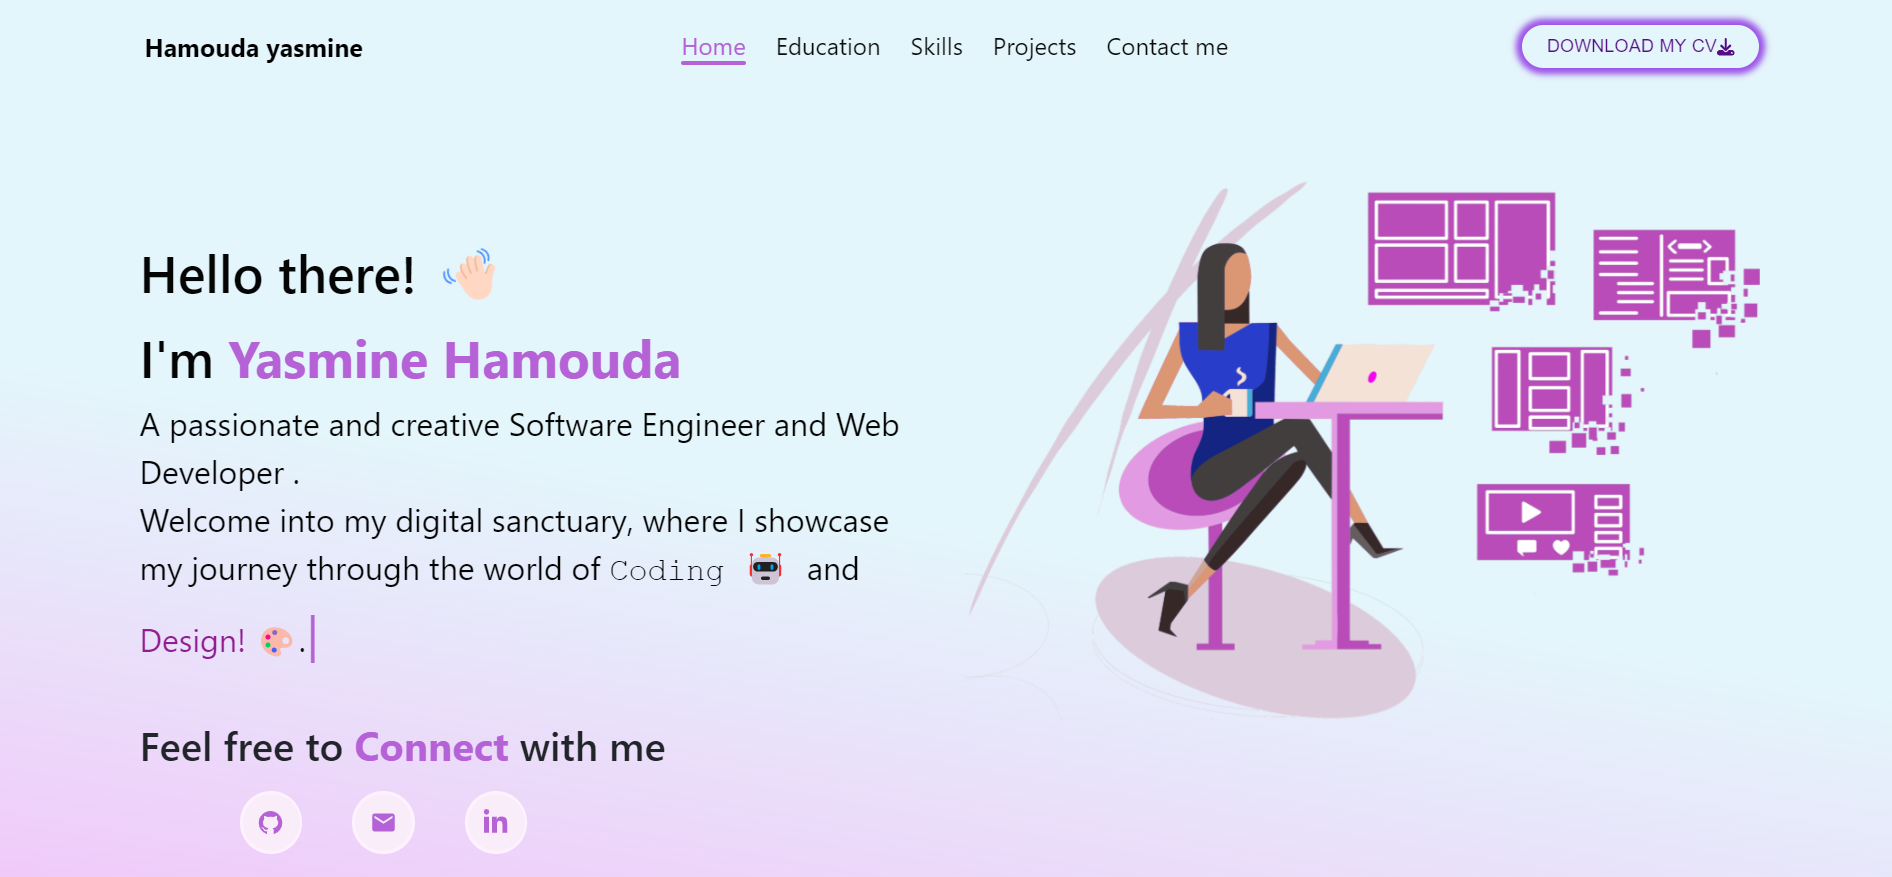 Hamouda yasmine
Home Education Skills Projects Contact me
DOWNLOAD MY CV
Hello there! 👋🏻
I'm Yasmine Hamouda
A passionate and creative Software Engineer and Web
Developer .
Welcome into my digital sanctuary, where I showcase
my journey through the world of Coding 🤖 and
Design! 🎨.
Feel free to Connect with me
in